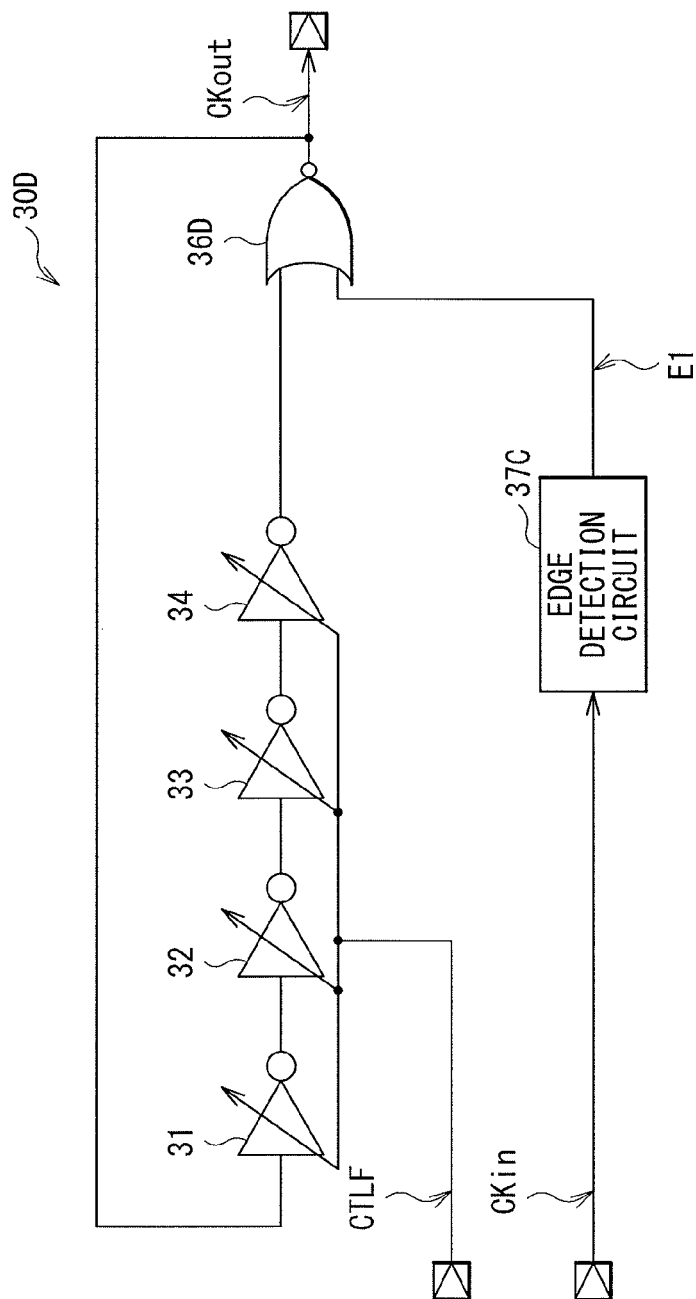 30D
CKout
36D
31
32
33
34
CTLF
CKin
37C
EDGE
DETECTION
CIRCUIT
E1